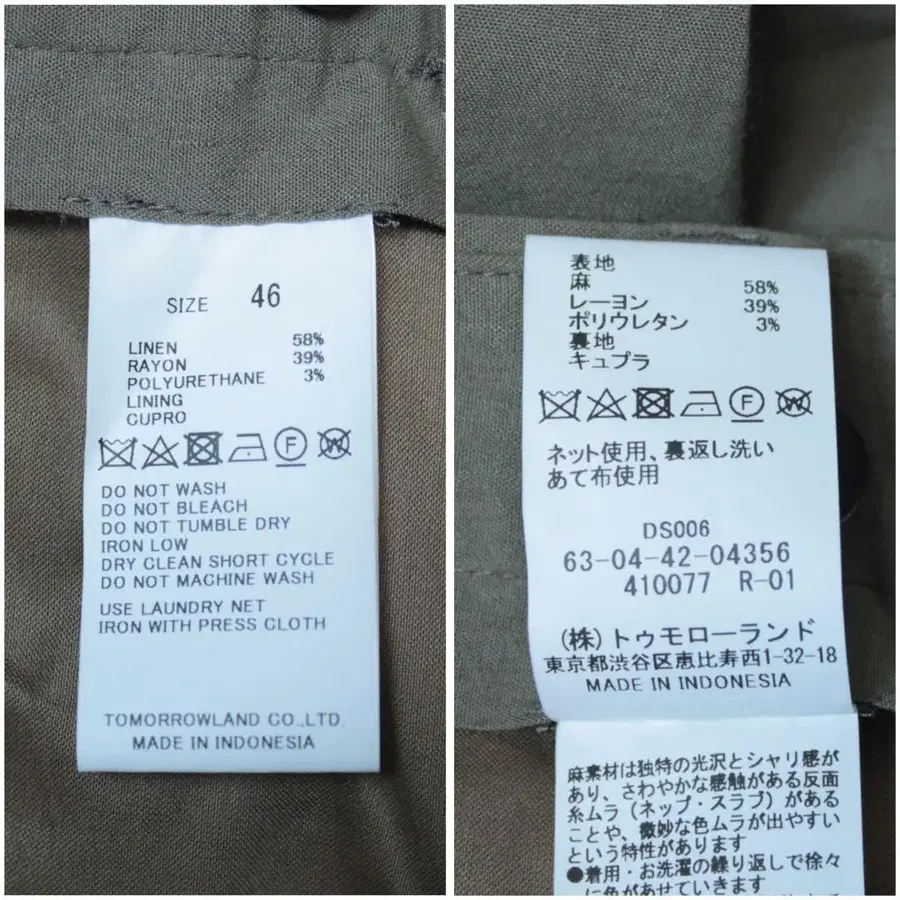 SIZE 46
LINEN 58%
RAYON 39%
POLYURETHANE 3%
LINING
CUPRO
F W
DO NOT WASH
DO NOT BLEACH
DO NOT TUMBLE DRY
IRON LOW
DRY CLEAN SHORT CYCLE
DO NOT MACHINE WASH
USE LAUNDRY NET
IRON WITH PRESS CLOTH
TOMORROWLAND CO.,LTD.
MADE IN INDONESIA
表地
麻 58%
レーヨン 39%
ポリウレタン 3%
裏地
キュプラ
F W
ネット使用、裏返し洗い
あて布使用
DS006
63-04-42-04356
410077 R-01
(株)トゥモローランド
東京都渋谷区恵比寿西1-32-18
MADE IN INDONESIA
麻素材は独特の光沢とシャリ感が
あり、さわやかな感触がある反面
糸ムラ(ネップ・スラブ)がある
ことや、微妙な色ムラが出やすい
という特性があります
●着用・お洗濯の繰り返しで徐々
に色があせていきます